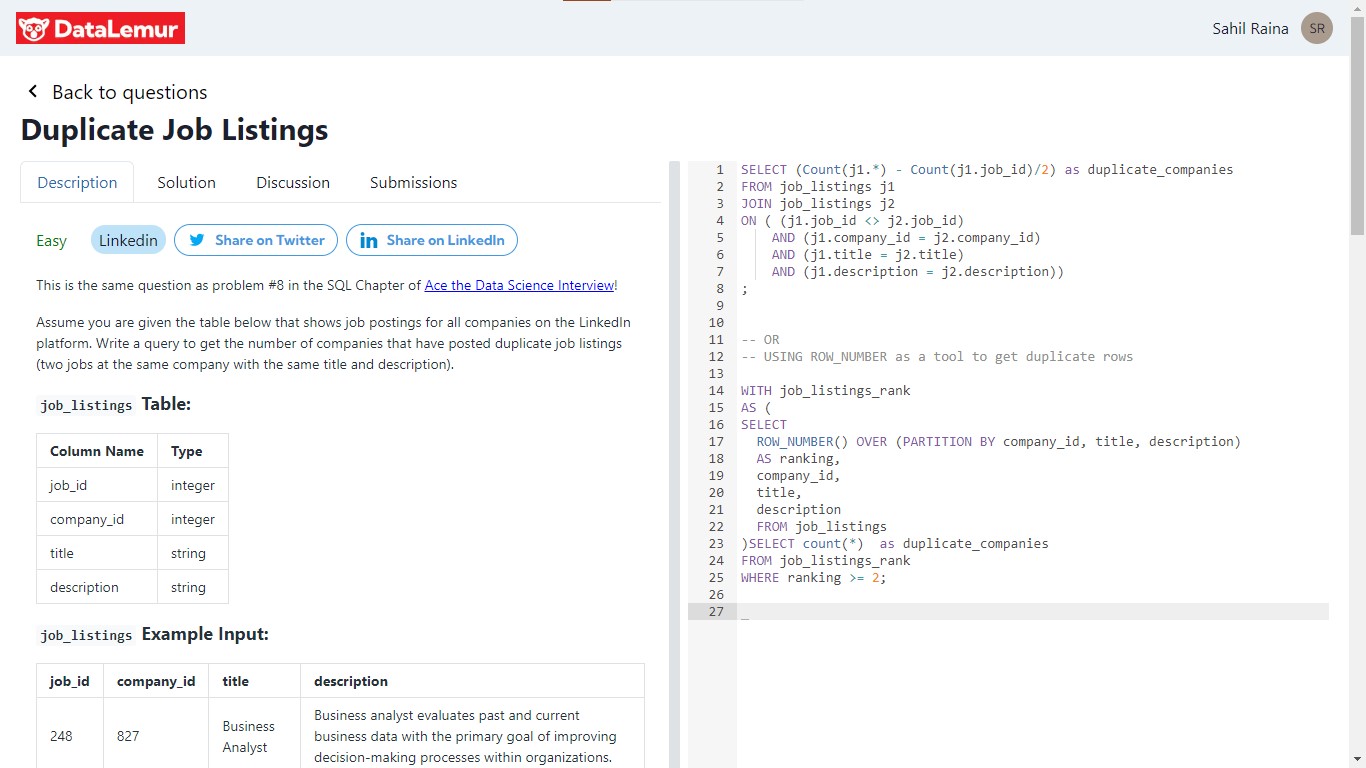 DataLemur
Sahil Raina SR
Back to questions
Duplicate Job Listings
Description Solution Discussion Submissions
Easy Linkedin Share on Twitter Share on LinkedIn
This is the same question as problem #8 in the SQL Chapter of Ace the Data Science Interview!
Assume you are given the table below that shows job postings for all companies on the LinkedIn
platform. Write a query to get the number of companies that have posted duplicate job listings
(two jobs at the same company with the same title and description).
job_listings Table:
Column Name Type
job_id integer
company_id integer
title string
description string
job_listings Example Input:
job_id company_id title description
248 827 Business Analyst
Business analyst evaluates past and current
business data with the primary goal of improving
decision-making processes within organizations.
1 SELECT (Count(j1.*) - Count(j1.job_id)/2) as duplicate_companies
2 FROM job_listings j1
3 JOIN job_listings j2
4 ON ( (j1.job_id <> j2.job_id)
5 AND (j1.company_id = j2.company_id)
6 AND (j1.title = j2.title)
7 AND (j1.description = j2.description))
8 ;
9
10
11 -- OR
12 -- USING ROW_NUMBER as a tool to get duplicate rows
13
14 WITH job_listings_rank
15 AS (
16 SELECT
17 ROW_NUMBER() OVER (PARTITION BY company_id, title, description)
18 AS ranking,
19 company_id,
20 title,
21 description
22 FROM job_listings
23 )SELECT count(*)  as duplicate_companies
24 FROM job_listings_rank
25 WHERE ranking >= 2;
26
27 _